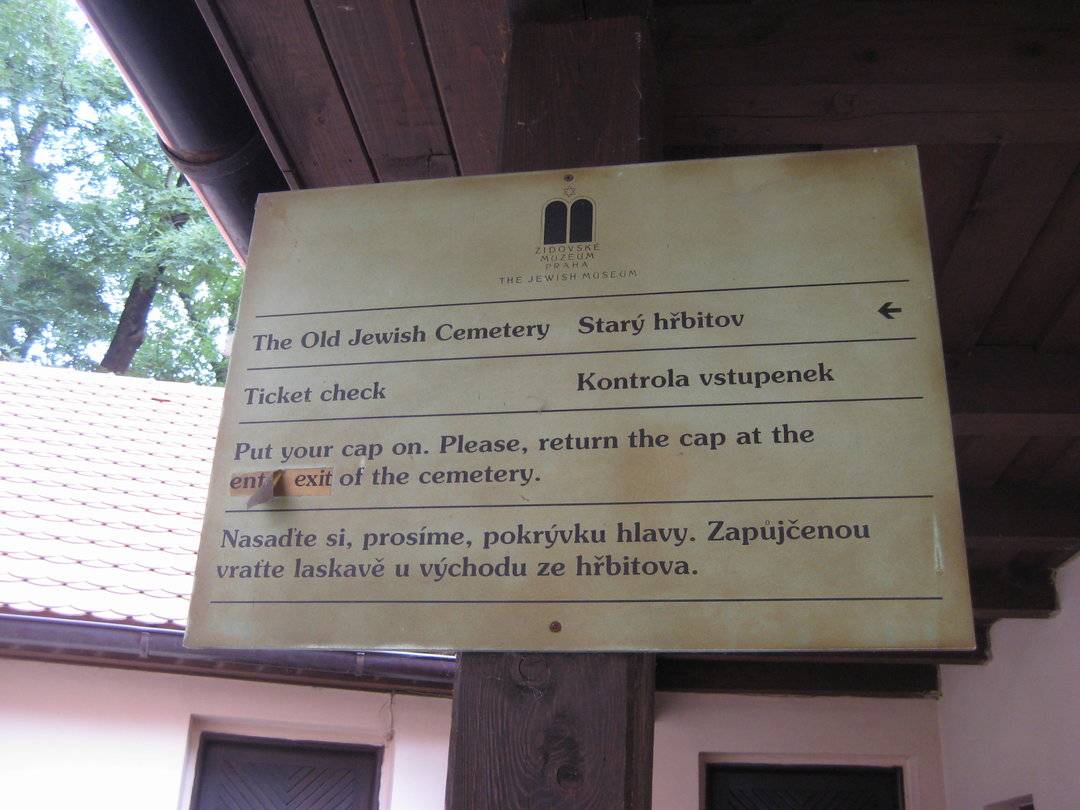 ŽIDOVSKÉ
MUZEUM
PRAHA
THE JEWISH MUSEUM
The Old Jewish Cemetery Starý hřbitov
Ticket check Kontrola vstupenek
Put your cap on. Please, return the cap at the
exit of the cemetery.
Nasaďte si, prosíme, pokrývku hlavy. Zapůjčenou
vraťte laskavě u východu ze hřbitova.